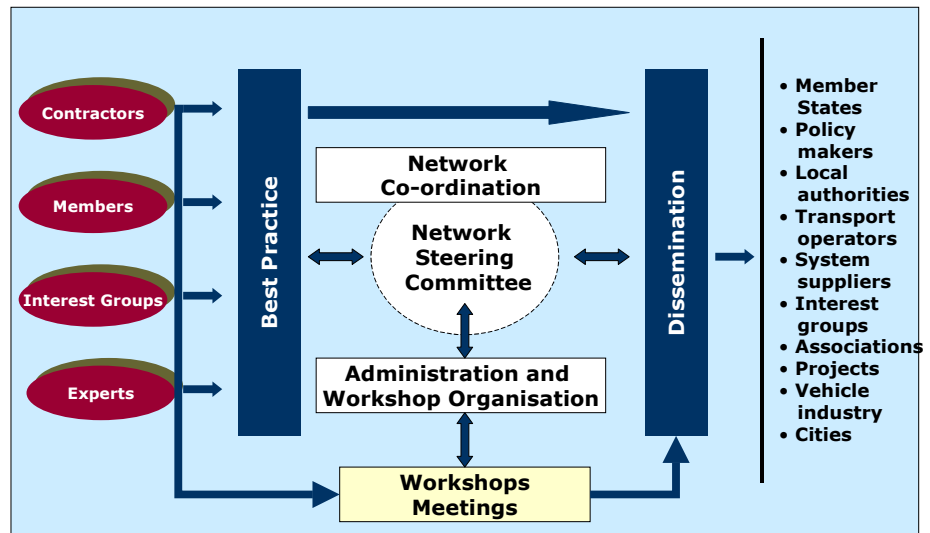 Contractors
Members
Interest Groups
Experts
Best Practice
Network
Co-ordination
Network
Steering
Committee
Administration and
Workshop Organisation
Workshops
Meetings
Dissemination
• Member
States
• Policy
makers
• Local
authorities
• Transport
operators
• System
suppliers
• Interest
groups
• Associations
• Projects
• Vehicle
industry
• Cities